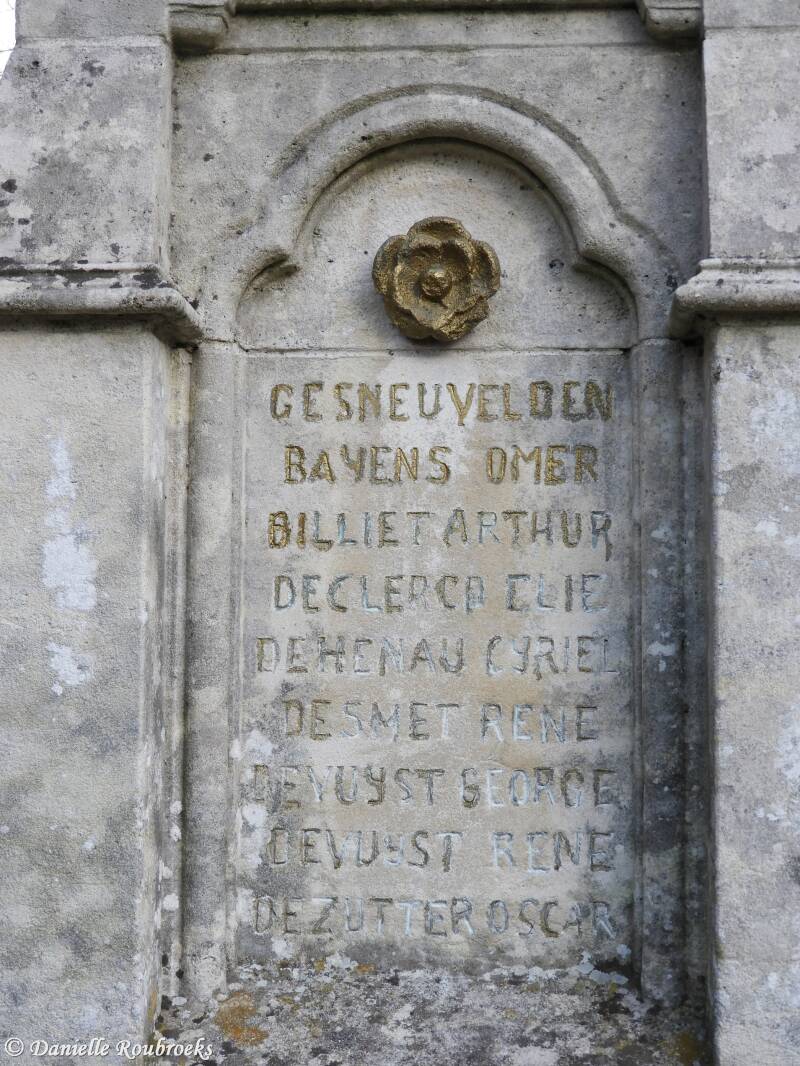 GESNEUVELDEN
BAYENS OMER
BILLIET ARTHUR
DECLERCQ ELIE
DEHENAU CYRIEL
DESMET RENE
DEVUYST GEORGE
DEVUYST RENE
DEZUTTER OSCAR
© Danielle Roubroeks